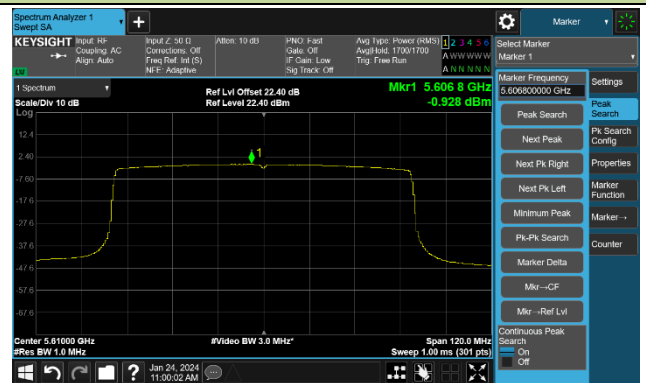 Spectrum Analyzer 1
Swept SA
Marker
KEYSIGHT
Input: RF
Coupling: AC
Align: Auto
Input Z: 50 Ω
Corrections: Off
Freq Ref: Int (S)
NFE: Adaptive
Atten: 10 dB
PNO: Fast
Gate: Off
IF Gain: Low
Sig Track: Off
Avg Type: Power (RMS)
Avg|Hold: 1700/1700
Trig: Free Run
1 2 3 4 5 6
A W W W W W
A N N N N N
Select Marker
Marker 1
Marker Frequency
5.606800000 GHz
Settings
Peak Search
Next Peak
Next Pk Right
Next Pk Left
Minimum Peak
Pk-Pk Search
Marker Delta
Mkr→CF
Mkr→Ref Lvl
Continuous Peak
Search
On
Off
Peak
Search
Pk Search
Config
Properties
Marker
Function
Marker→
Counter
1 Spectrum
Scale/Div 10 dB
Log
Ref Lvl Offset 22.40 dB
Ref Level 22.40 dBm
Mkr1 5.606 8 GHz
-0.928 dBm
1
12.4
2.40
-7.60
-17.6
-27.6
-37.6
-47.6
-57.6
-67.6
Center 5.61000 GHz
#Res BW 1.0 MHz
#Video BW 3.0 MHz*
Span 120.0 MHz
Sweep 1.00 ms (301 pts)
Jan 24, 2024
11:00:02 AM